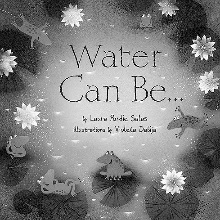 Water
Can Be...
by Laura Purdie Salas
illustrations by Violeta Dabija